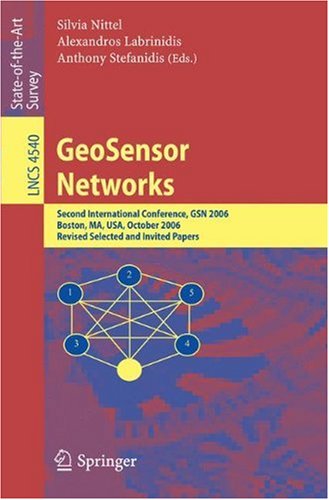 Silvia Nittel
Alexandros Labrinidis
Anthony Stefanidis (Eds.)
State-of-the-Art
Survey
LNCS 4540
GeoSensor
Networks
Second International Conference, GSN 2006
Boston, MA, USA, October 2006
Revised Selected and Invited Papers
2
1
5
3
4
Springer